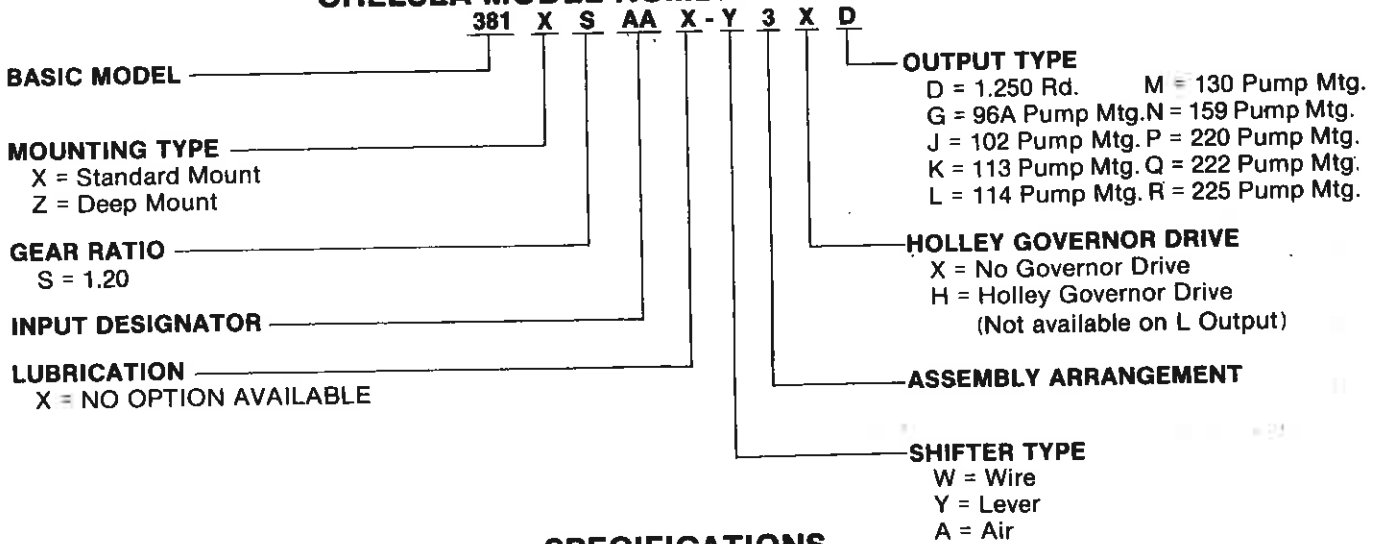 381 X S AA X - Y 3 X D
BASIC MODEL
MOUNTING TYPE
X = Standard Mount
Z = Deep Mount
GEAR RATIO
S = 1.20
INPUT DESIGNATOR
LUBRICATION
X = NO OPTION AVAILABLE
OUTPUT TYPE
D = 1.250 Rd. M = 130 Pump Mtg.
G = 96A Pump Mtg. N = 159 Pump Mtg.
J = 102 Pump Mtg. P = 220 Pump Mtg.
K = 113 Pump Mtg. Q = 222 Pump Mtg.
L = 114 Pump Mtg. R = 225 Pump Mtg.
HOLLEY GOVERNOR DRIVE
X = No Governor Drive
H = Holley Governor Drive
(Not available on L Output)
ASSEMBLY ARRANGEMENT
SHIFTER TYPE
W = Wire
Y = Lever
A = Air